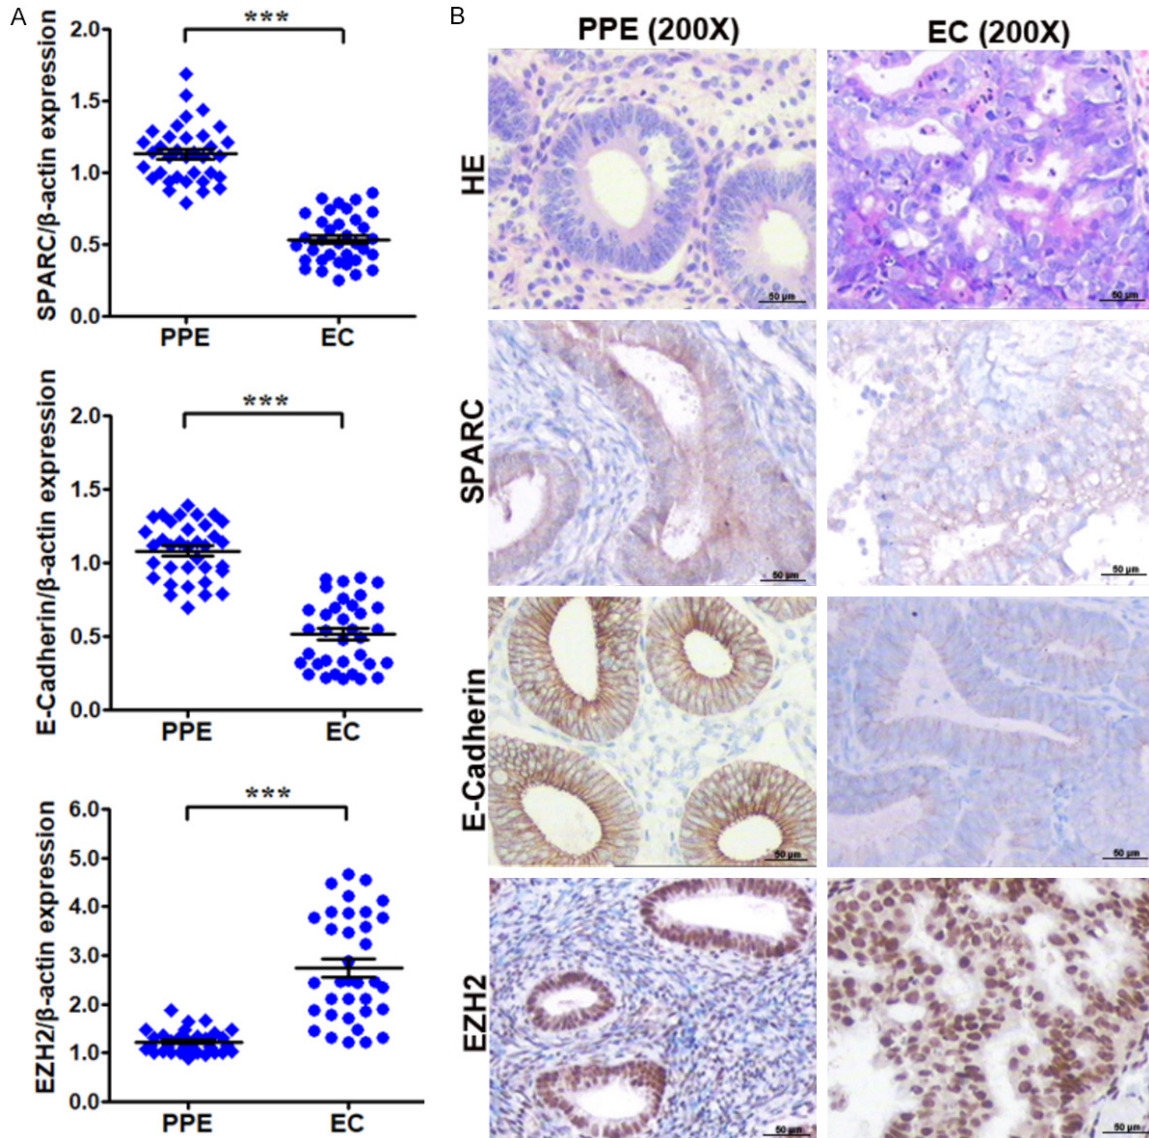 A
SPARC/β-actin expression
2.0
1.5
1.0
0.5
0.0
***
PPE
EC
E-Cadherin/β-actin expression
2.0
1.5
1.0
0.5
0.0
***
PPE
EC
EZH2/β-actin expression
6.0
5.0
4.0
3.0
2.0
1.0
0.0
***
PPE
EC
B
PPE (200X)
EC (200X)
HE
50 μm
50 μm
SPARC
50 μm
50 μm
E-Cadherin
50 μm
50 μm
EZH2
50 μm
50 μm